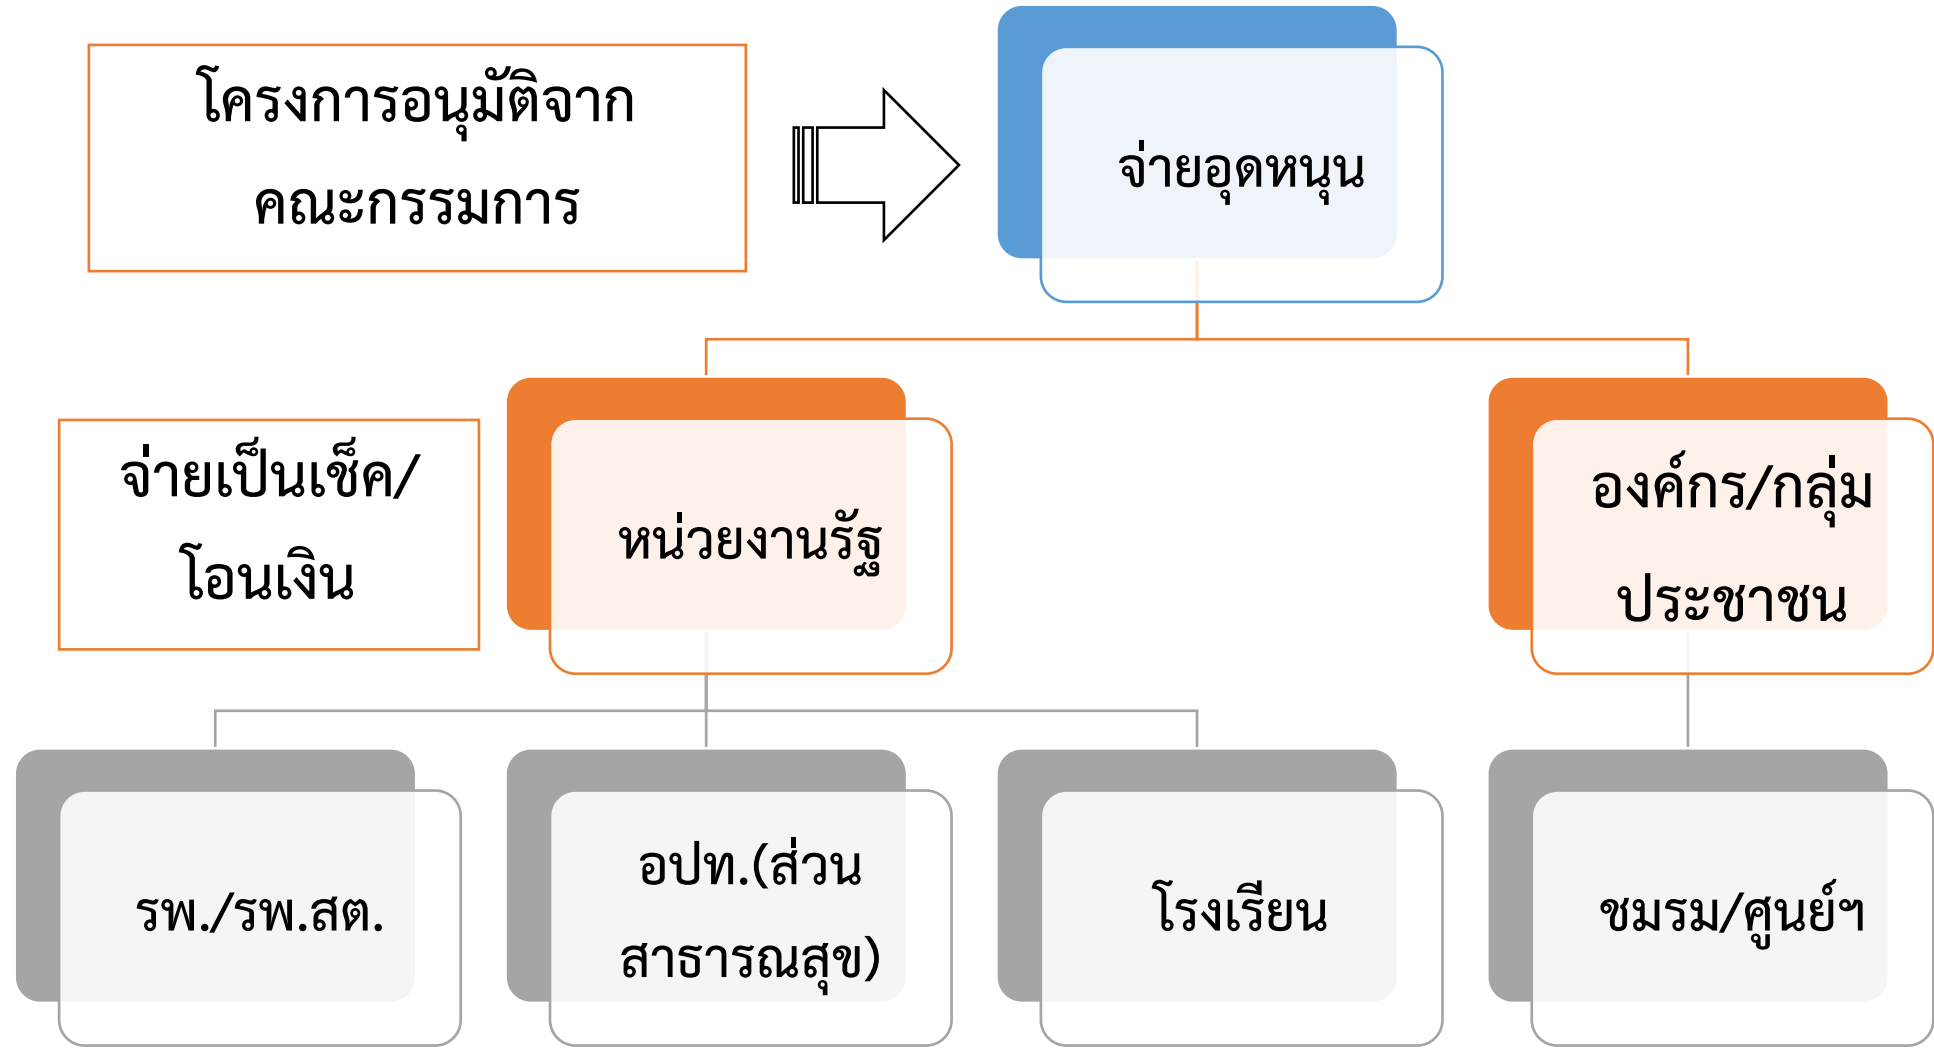 โครงการอนุมัติจาก
คณะกรรมการ
จ่ายอุดหนุน
จ่ายเป็นเช็ค/
โอนเงิน
หน่วยงานรัฐ
องค์กร/กลุ่ม
ประชาชน
รพ./รพ.สต.
อปท.(ส่วน
สาธารณสุข)
โรงเรียน
ชมรม/ศูนย์ฯ